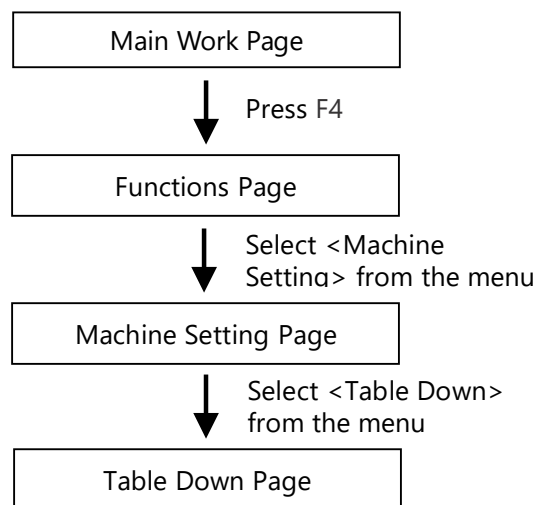 Main Work Page
Press F4
Functions Page
Select <Machine
Setting> from the menu
Machine Setting Page
Select <Table Down>
from the menu
Table Down Page